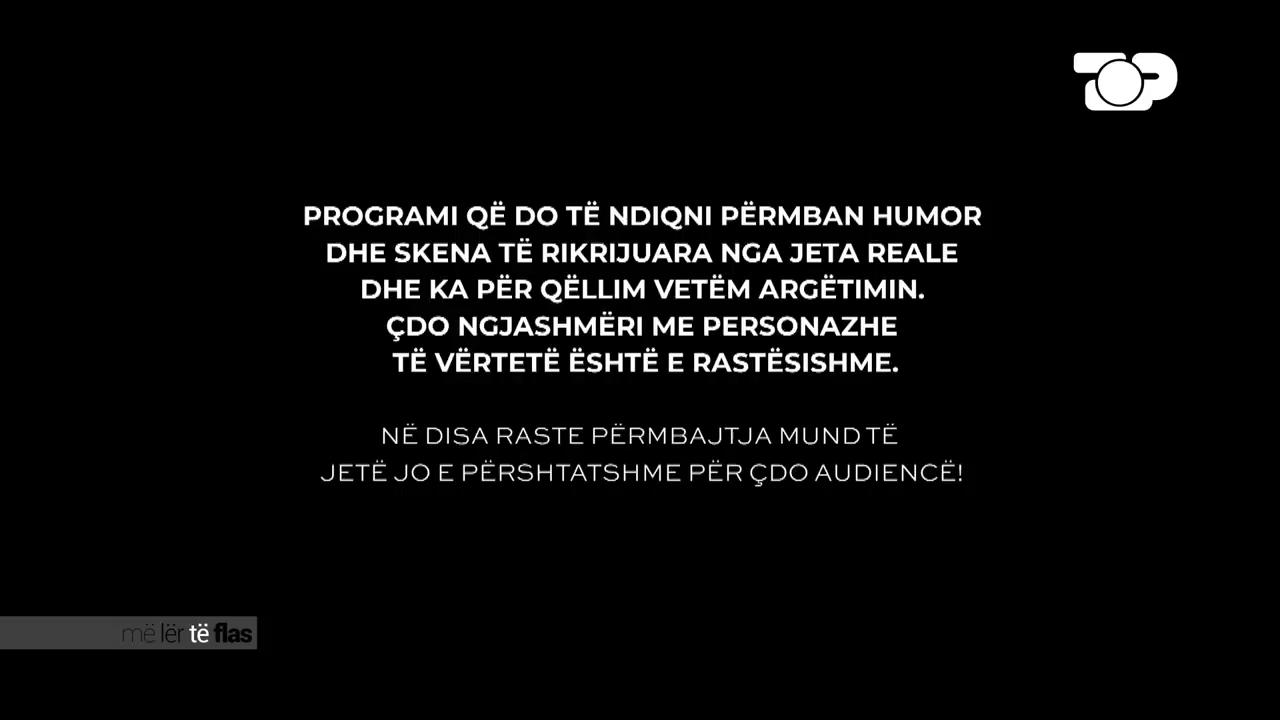 PROGRAMI QË DO TË NDIQNI PËRMBAN HUMOR
DHE SKENA TË RIKRIJUARA NGA JETA REALE
DHE KA PËR QËLLIM VETËM ARGËTIMIN.
ÇDO NGJASHMËRI ME PERSONAZHE
TË VËRTETË ËSHTË E RASTËSISHME.
NË DISA RASTE PËRMBAJTJA MUND TË
JETË JO E PËRSHTATSHME PËR ÇDO AUDIENCË!
më lër të flas